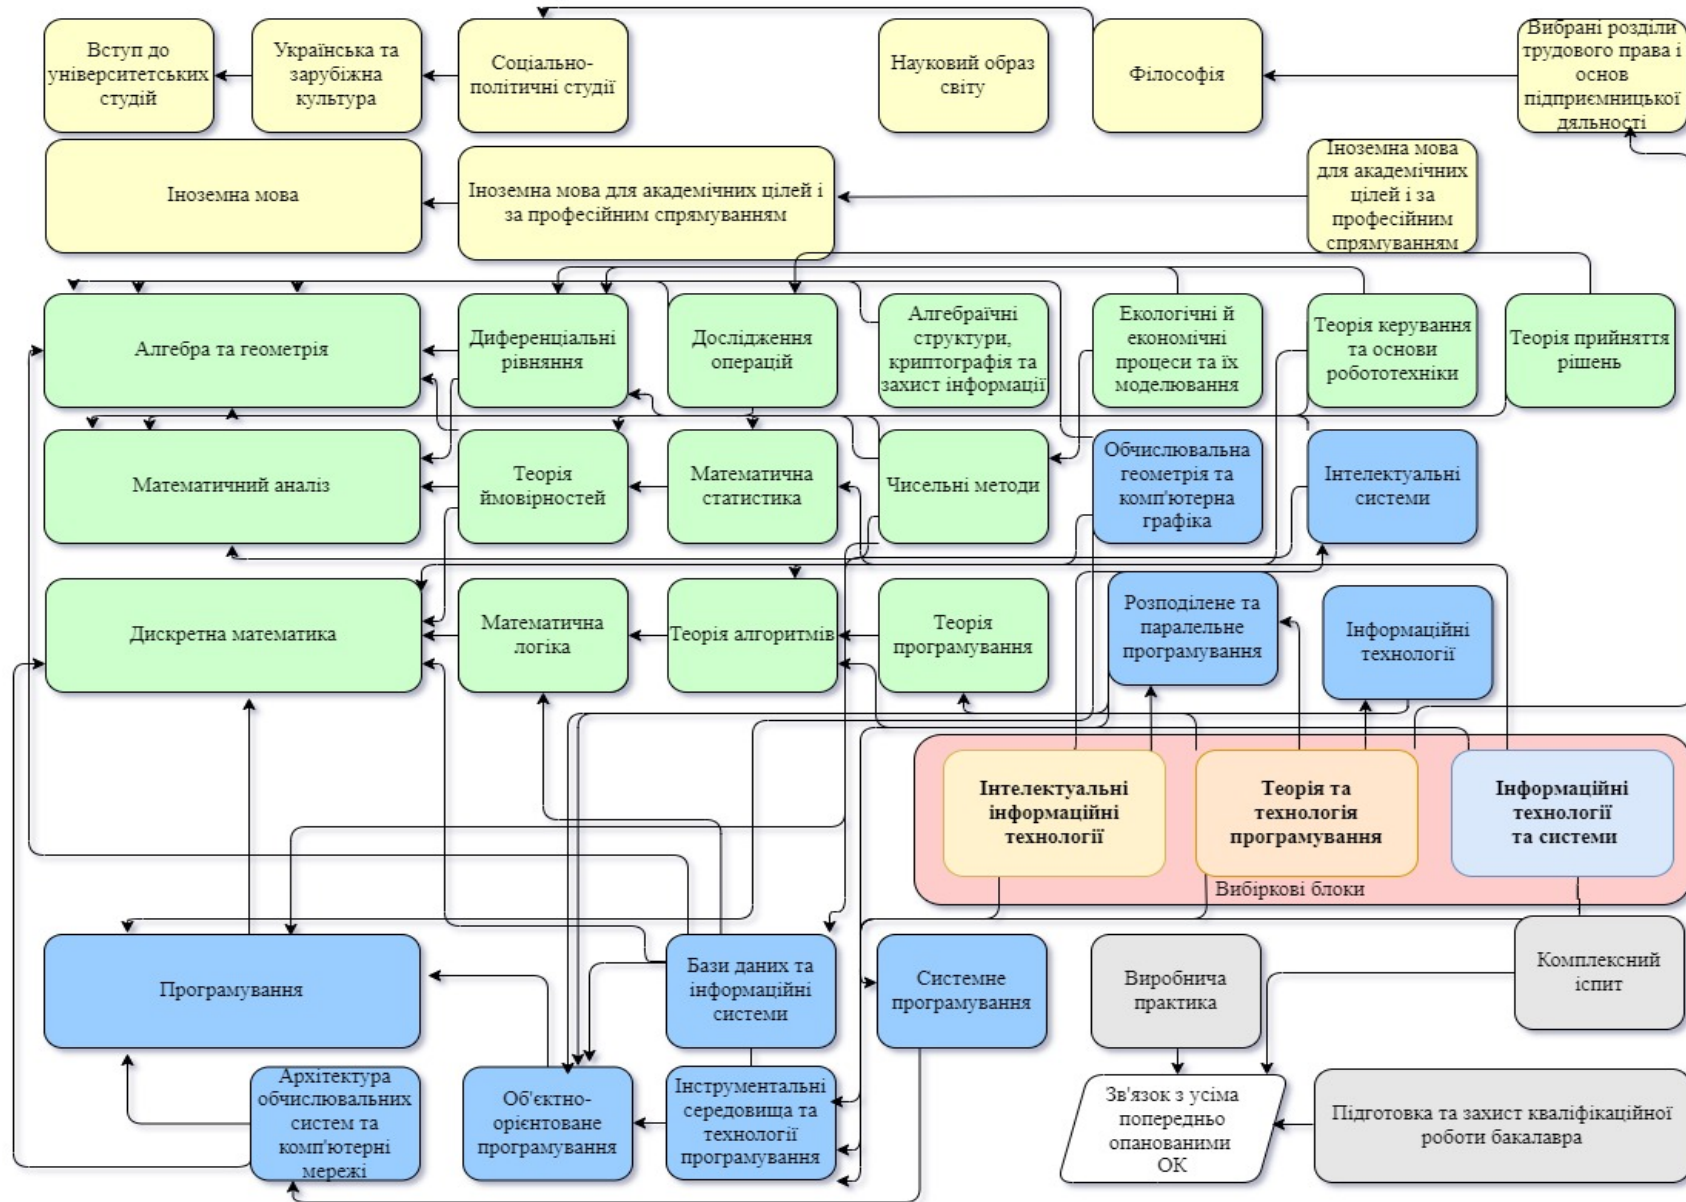 Вступ до
університетських
студій
Українська та
зарубіжна
культура
Соціально-
політичні студії
Науковий образ
світу
Філософія
Вибрані розділи
трудового права і
основ
підприємницької
дяльності
Іноземна мова
Іноземна мова для академічних цілей і
за професійним спрямуванням
Іноземна мова
для академічних
цілей і за
професійним
спрямуванням
Алгебра та геометрія
Диференціальні
рівняння
Дослідження
операцій
Алгебраїчні
структури,
криптографія та
захист інформації
Екологічні й
економічні
процеси та їх
моделювання
Теорія керування
та основи
робототехніки
Теорія прийняття
рішень
Математичний аналіз
Теорія
ймовірностей
Математична
статистика
Чисельні методи
Обчислювальна
геометрія та
комп'ютерна
графіка
Інтелектуальні
системи
Дискретна математика
Математична
логіка
Теорія алгоритмів
Теорія
програмування
Розподілене та
паралельне
програмування
Інформаційні
технології
Інтелектуальні
інформаційні
технології
Теорія та
технологія
програмування
Інформаційні
технології
та системи
Вибіркові блоки
Програмування
Бази даних та
інформаційні
системи
Системне
програмування
Виробнича
практика
Комплексний
іспит
Архітектура
обчислювальних
систем та
комп'ютерні
мережі
Об'єктно-
орієнтоване
програмування
Інструментальні
середовища та
технології
програмування
Зв'язок з усіма
попередньо
опанованими
ОК
Підготовка та захист кваліфікаційної
роботи бакалавра